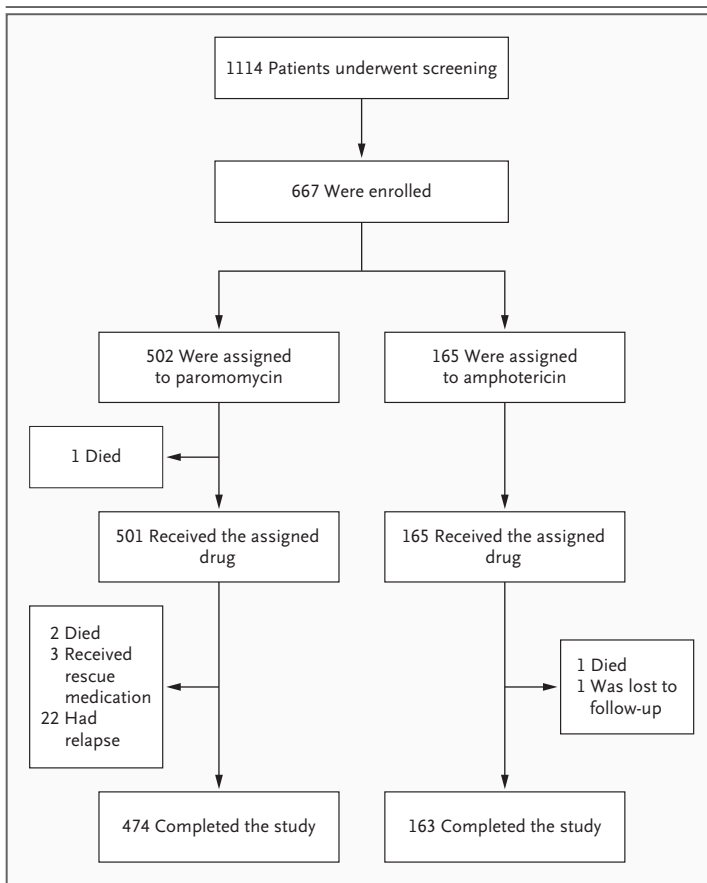 1114 Patients underwent screening
667 Were enrolled
502 Were assigned
to paromomycin
165 Were assigned
to amphotericin
1 Died
501 Received the assigned
drug
165 Received the assigned
drug
2 Died
3 Received
rescue
medication
22 Had
relapse
1 Died
1 Was lost to
follow-up
474 Completed the study
163 Completed the study